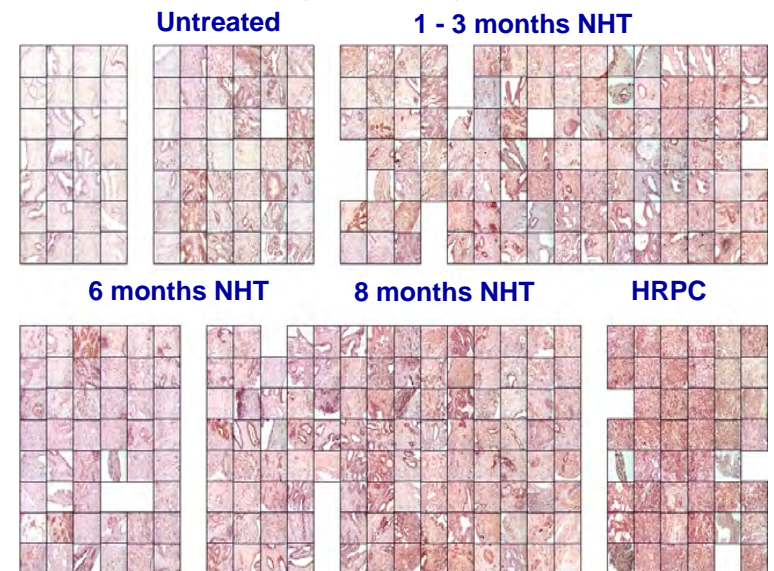 Untreated
1 - 3 months NHT
6 months NHT
8 months NHT
HRPC